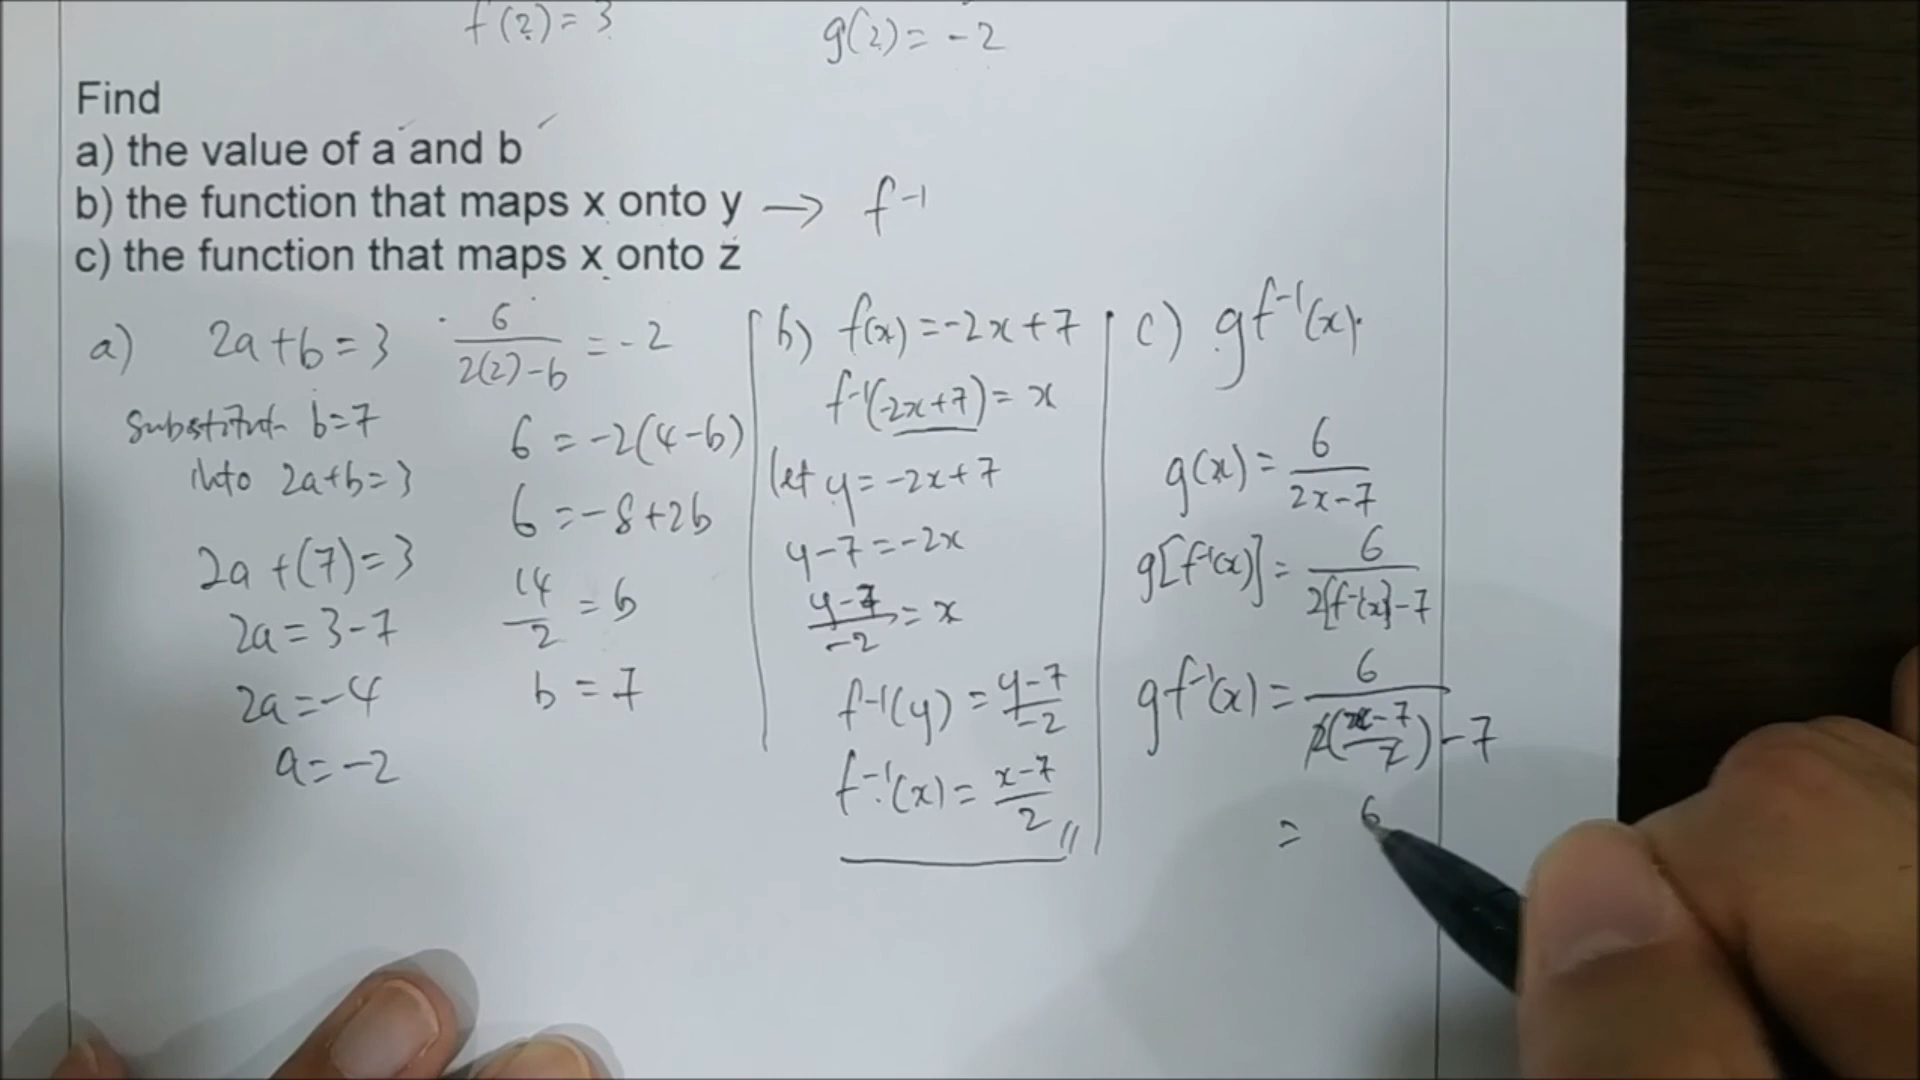 f(2) = 3
g(2) = -2
Find
a) the value of a and b
b) the function that maps x onto y → f⁻¹
c) the function that maps x onto z
a) 2a+b=3
substitut b=7
into 2a+b=3
2a+(7)=3
2a=3-7
2a=-4
a=-2
6/(2(2)-b) = -2
6 = -2(4-b)
6 = -8+2b
14/2 = b
b = 7
b) f(x) = -2x+7
f⁻¹(-2x+7) = x
let y = -2x+7
y-7 = -2x
(y-7)/-2 = x
f⁻¹(y) = (y-7)/-2
f⁻¹(x) = (x-7)/2 //
c) gf⁻¹(x)
g(x) = 6/(2x-7)
g[f⁻¹(x)] = 6/(2[f⁻¹(x)]-7)
gf⁻¹(x) = 6/(2((x-7)/2)-7)
= 6